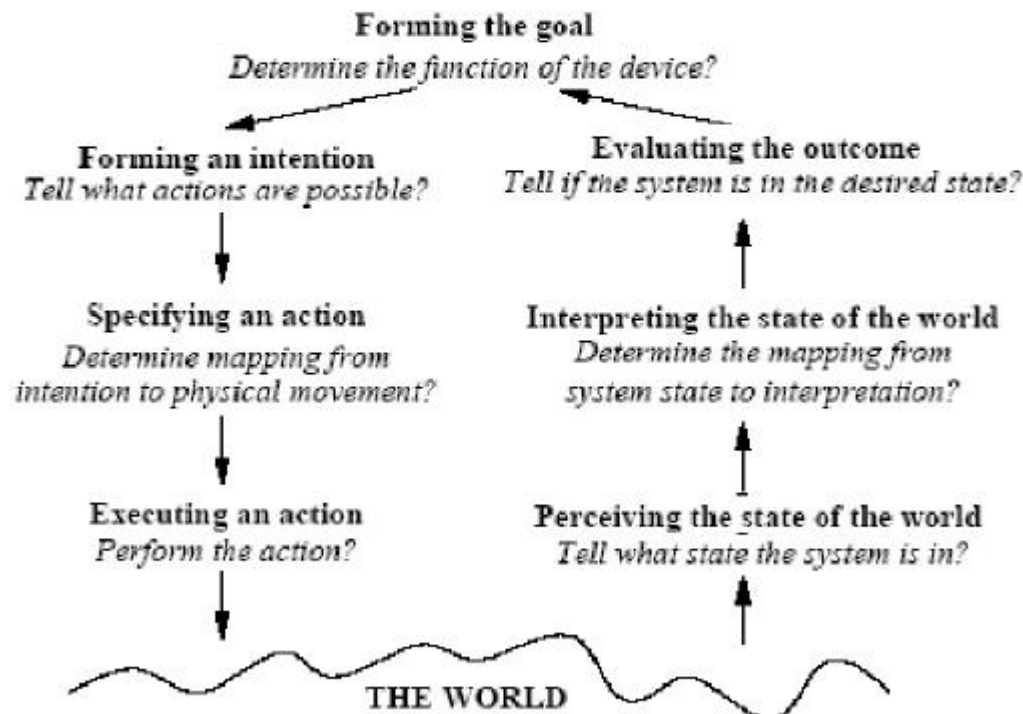 Forming the goal
Determine the function of the device?
Forming an intention
Tell what actions are possible?
Evaluating the outcome
Tell if the system is in the desired state?
Specifying an action
Determine mapping from
intention to physical movement?
Interpreting the state of the world
Determine the mapping from
system state to interpretation?
Executing an action
Perform the action?
Perceiving the state of the world
Tell what state the system is in?
THE WORLD